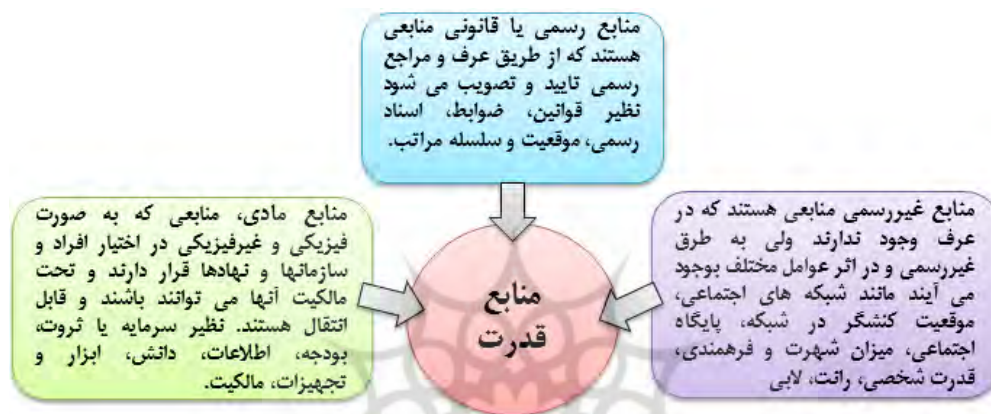 منابع رسمی یا قانونی منابعی
هستند که از طریق عرف و مراجع
رسمی تایید و تصویب می شود
نظیر قوانین، ضوابط، اسناد
رسمی، موقعیت و سلسله مراتب.
منابع غیررسمی منابعی هستند که در
عرف وجود ندارند ولی به طرق
غیررسمی و در اثر عوامل مختلف بوجود
می آیند مانند شبکه های اجتماعی،
موقعیت کنشگر در شبکه، پایگاه
اجتماعی، میزان شهرت و فرهمندی،
قدرت شخصی، رانت، لابی
منابع
قدرت
منابع مادی، منابعی که به صورت
فیزیکی و غیرفیزیکی در اختیار افراد و
سازمانها و نهادها قرار دارند و تحت
مالکیت آنها می توانند باشند و قابل
انتقال هستند. نظیر سرمایه یا ثروت،
بودجه، اطلاعات، دانش، ابزار و
تجهیزات، مالکیت.